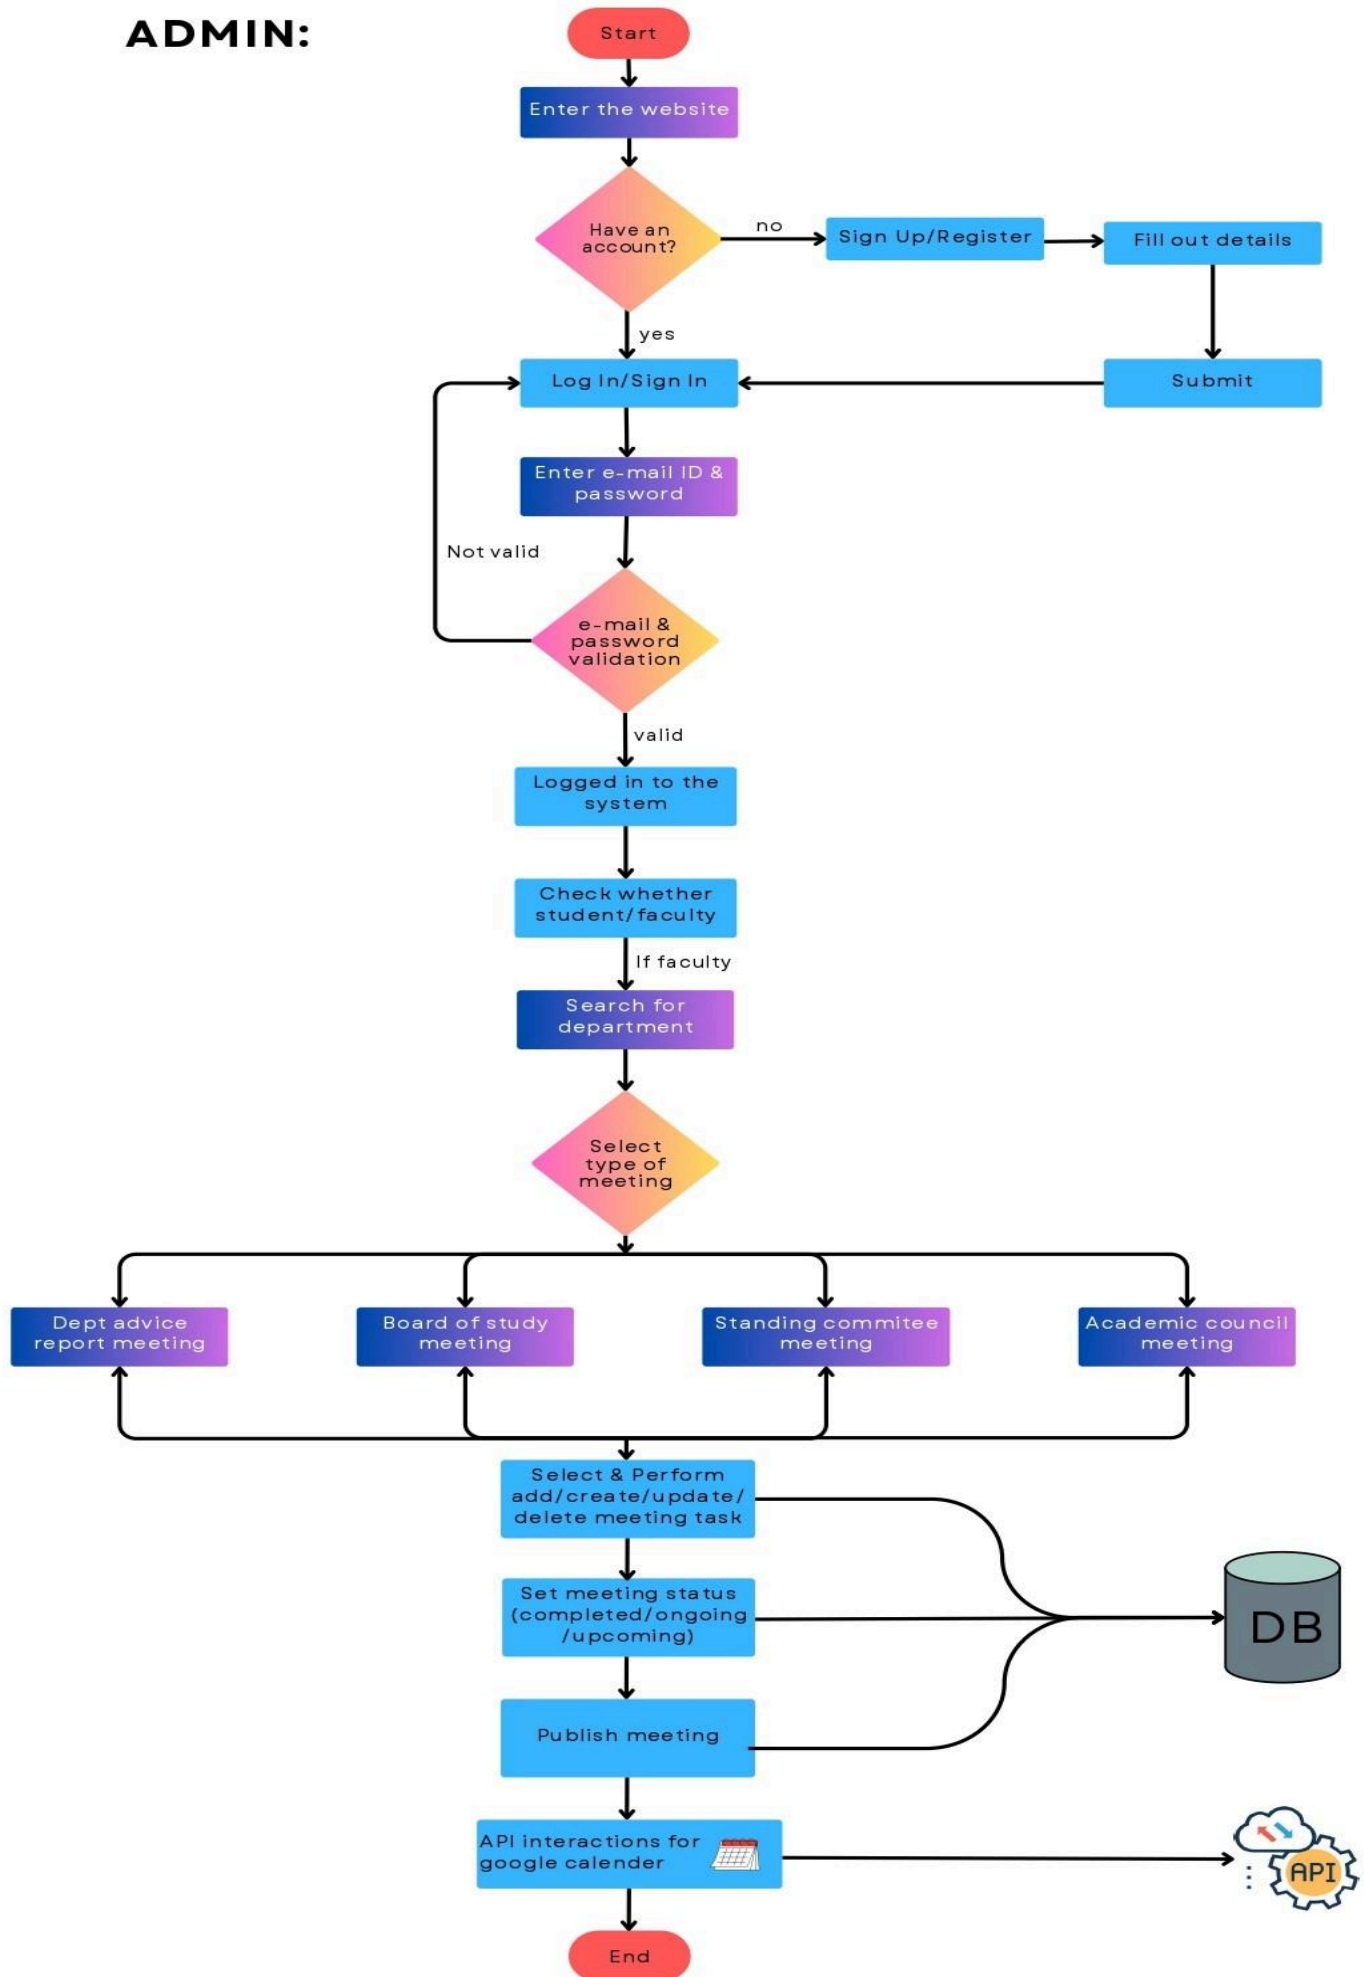 ADMIN:
Start
Enter the website
Have an
account?
no
Sign Up/Register
Fill out details
yes
Log In/Sign In
Submit
Enter e-mail ID &
password
Not valid
e-mail &
password
validation
valid
Logged in to the
system
Check whether
student/faculty
If faculty
Search for
department
Select
type of
meeting
Dept advice
report meeting
Board of study
meeting
Standing commitee
meeting
Academic council
meeting
Select & Perform
add/create/update/
delete meeting task
Set meeting status
(completed/ongoing
/upcoming)
DB
Publish meeting
API interactions for
google calender
API
End